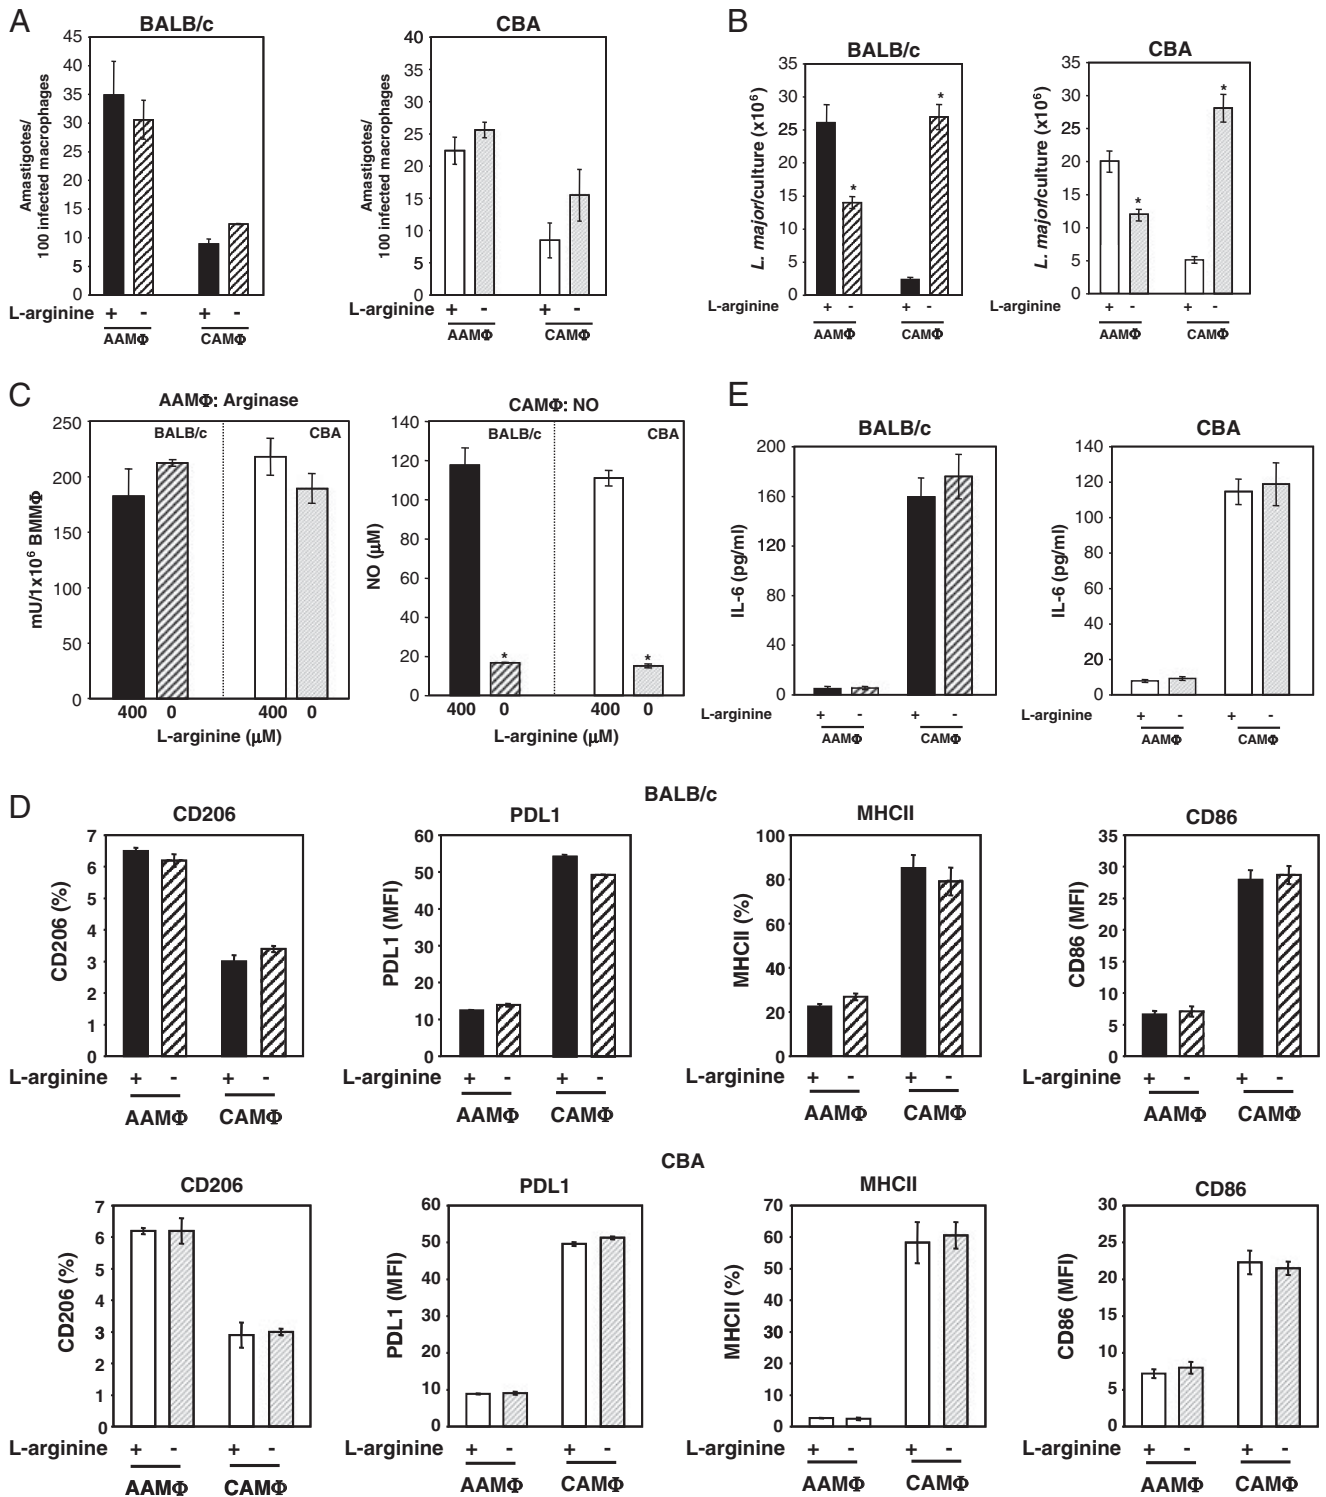 A
BALB/c
Amastigotes/
100 infected macrophages
45
40
35
30
25
20
15
10
5
0
L-arginine + - + -
AAMΦ CAMΦ
CBA
Amastigotes/
100 infected macrophages
40
35
30
25
20
15
10
5
0
+ - + -
AAMΦ CAMΦ
B
BALB/c
L. major/culture (x10⁶)
35
30
25
20
15
10
5
0
* *
L-arginine + - + -
AAMΦ CAMΦ
CBA
L. major/culture (x10⁶)
35
30
25
20
15
10
5
0
* *
L-arginine + - + -
AAMΦ CAMΦ
C
AAMΦ: Arginase
BALB/c CBA
mU/1x10⁶ BMMΦ
250
200
150
100
50
0
400 0 400 0
L-arginine (μM)
CAMΦ: NO
BALB/c CBA
NO (μM)
140
120
100
80
60
40
20
0
* *
400 0 400 0
L-arginine (μM)
E
BALB/c
IL-6 (pg/ml)
200
160
120
80
40
0
L-arginine + - + -
AAMΦ CAMΦ
CBA
IL-6 (pg/ml)
140
120
100
80
60
40
20
0
L-arginine + - + -
AAMΦ CAMΦ
D
BALB/c
CD206
CD206 (%)
7
6
5
4
3
2
1
0
L-arginine + - + -
AAMΦ CAMΦ
PDL1
PDL1 (MFI)
60
50
40
30
20
10
0
L-arginine + - + -
AAMΦ CAMΦ
MHCII
MHCII (%)
100
80
60
40
20
0
L-arginine + - + -
AAMΦ CAMΦ
CD86
CD86 (MFI)
35
30
25
20
15
10
5
0
L-arginine + - + -
AAMΦ CAMΦ
CBA
CD206
CD206 (%)
7
6
5
4
3
2
1
0
L-arginine + - + -
AAMΦ CAMΦ
PDL1
PDL1 (MFI)
60
50
40
30
20
10
0
L-arginine + - + -
AAMΦ CAMΦ
MHCII
MHCII (%)
70
60
50
40
30
20
10
0
L-arginine + - + -
AAMΦ CAMΦ
CD86
CD86 (MFI)
30
25
20
15
10
5
0
L-arginine + - + -
AAMΦ CAMΦ